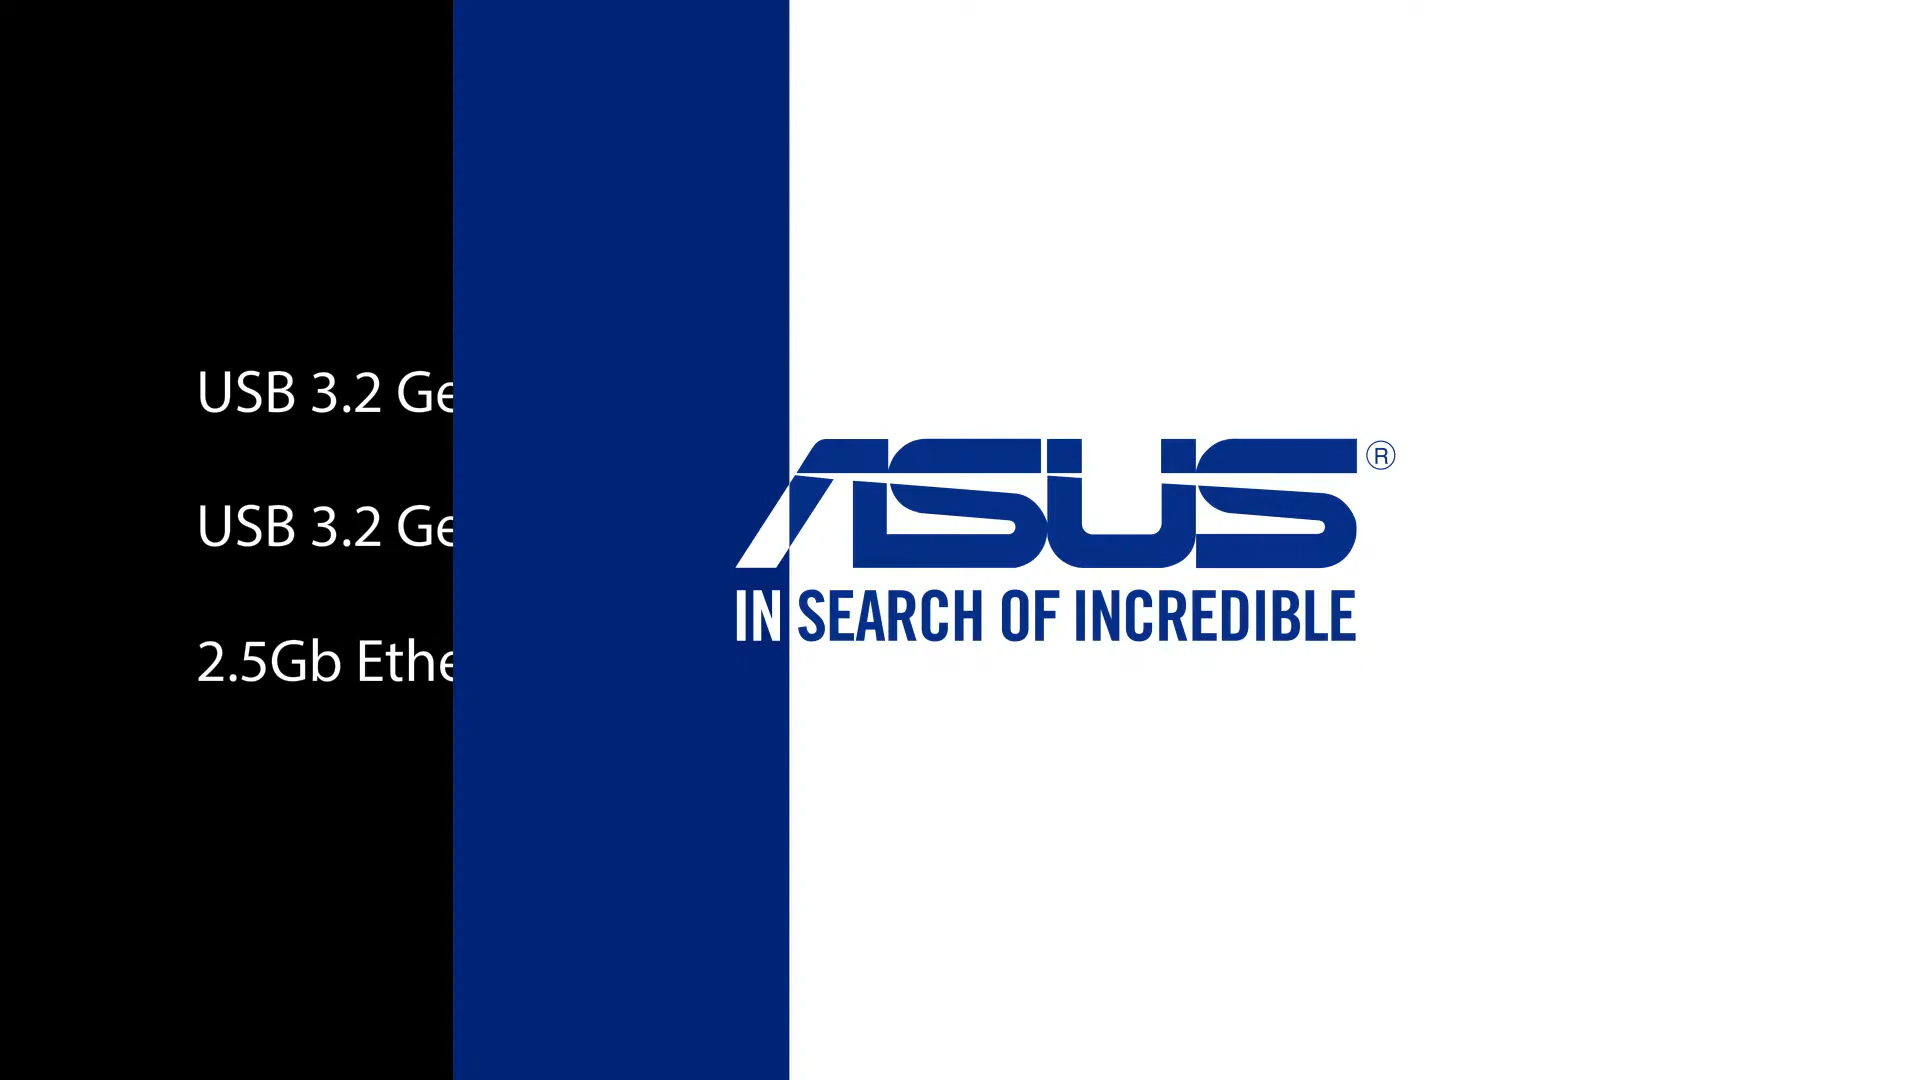 USB 3.2 Ge
USB 3.2 Ge
2.5Gb Ethe
ASUS®
IN SEARCH OF INCREDIBLE